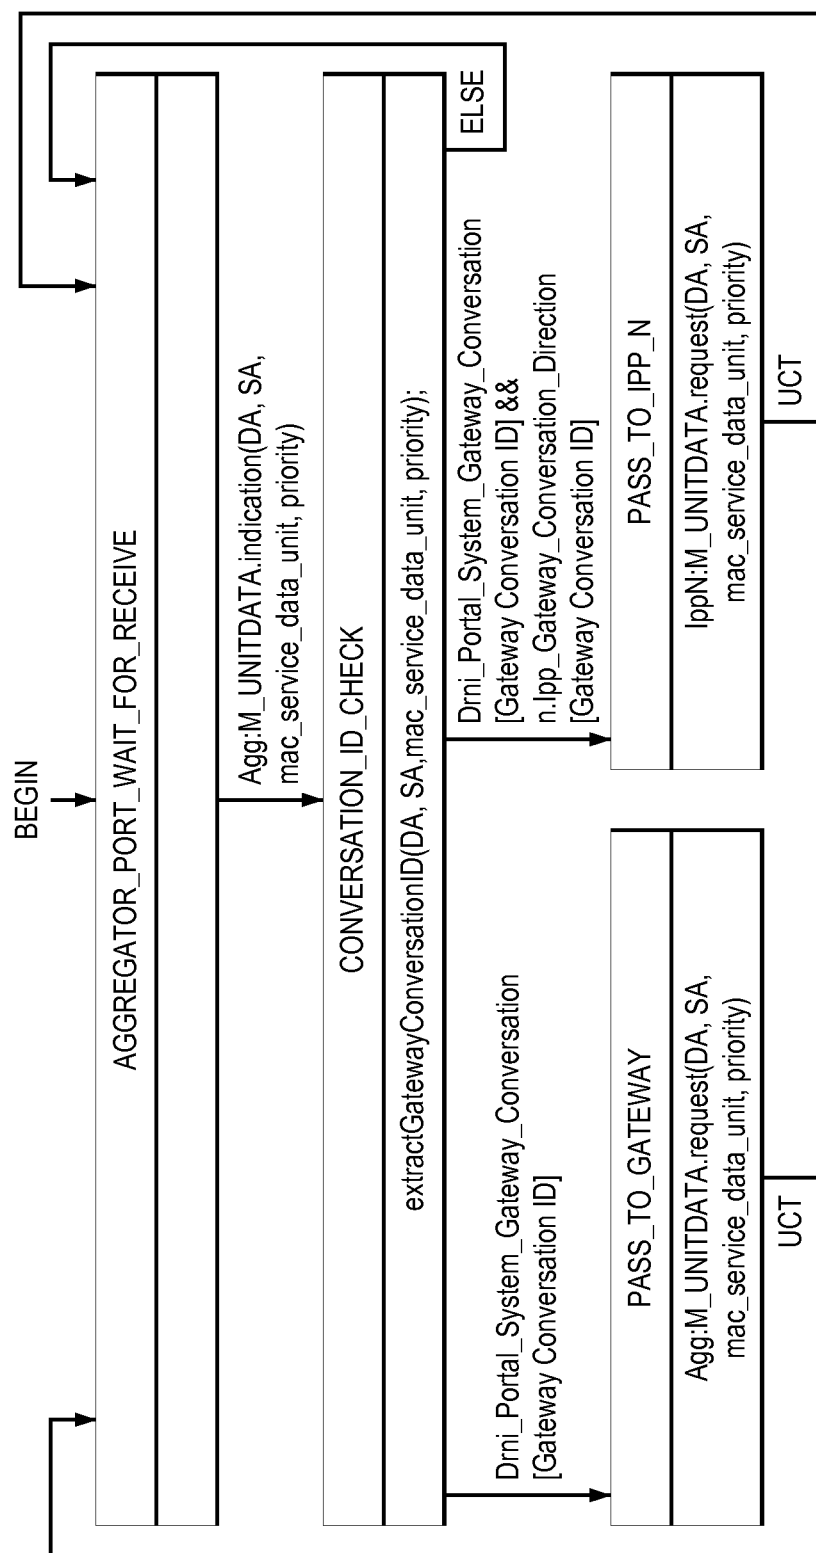 BEGIN
AGGREGATOR_PORT_WAIT_FOR_RECEIVE
Agg:M_UNITDATA.indication(DA, SA,
mac_service_data_unit, priority)
CONVERSATION_ID_CHECK
extractGatewayConversationID(DA, SA,mac_service_data_unit, priority);
ELSE
Drni_Portal_System_Gateway_Conversation
[Gateway Conversation ID]
Drni_Portal_System_Gateway_Conversation
[Gateway Conversation ID] &&
n.Ipp_Gateway_Conversation_Direction
[Gateway Conversation ID]
PASS_TO_GATEWAY
Agg:M_UNITDATA.request(DA, SA,
mac_service_data_unit, priority)
UCT
PASS_TO_IPP_N
IppN:M_UNITDATA.request(DA, SA,
mac_service_data_unit, priority)
UCT